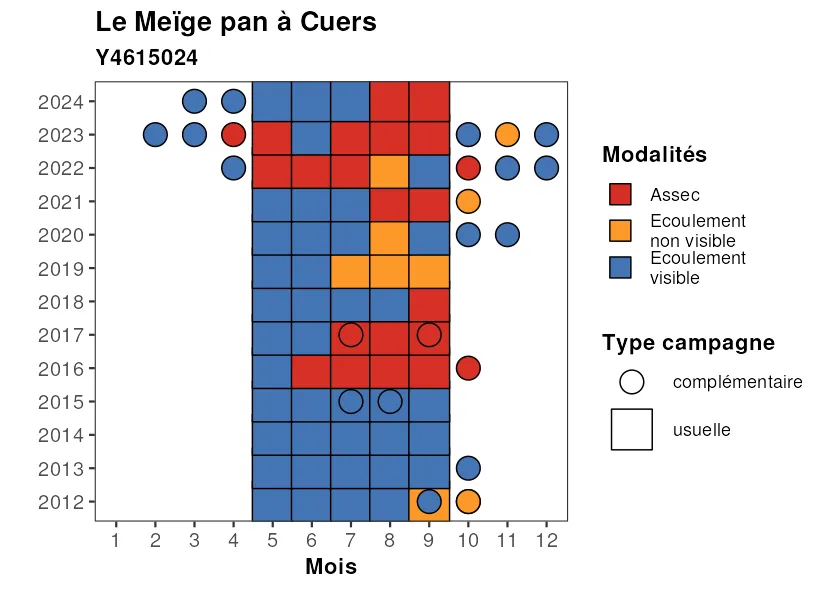 Le Meïge pan à Cuers
Y4615024
2024
2023
2022
2021
2020
2019
2018
2017
2016
2015
2014
2013
2012
1 2 3 4 5 6 7 8 9 10 11 12
Mois
Modalités
Assec
Ecoulement
non visible
Ecoulement
visible
Type campagne
complémentaire
usuelle